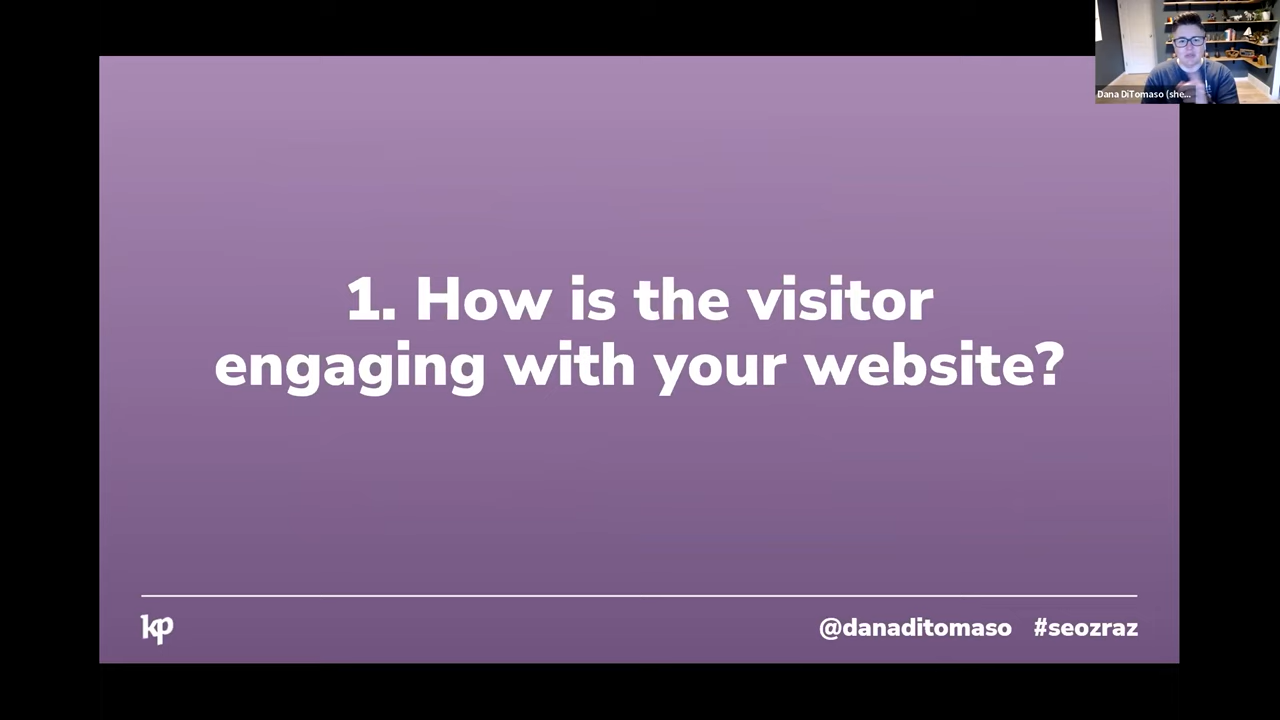 Dana DiTomaso (she...
1. How is the visitor
engaging with your website?
kp
@danaditomaso #seozraz